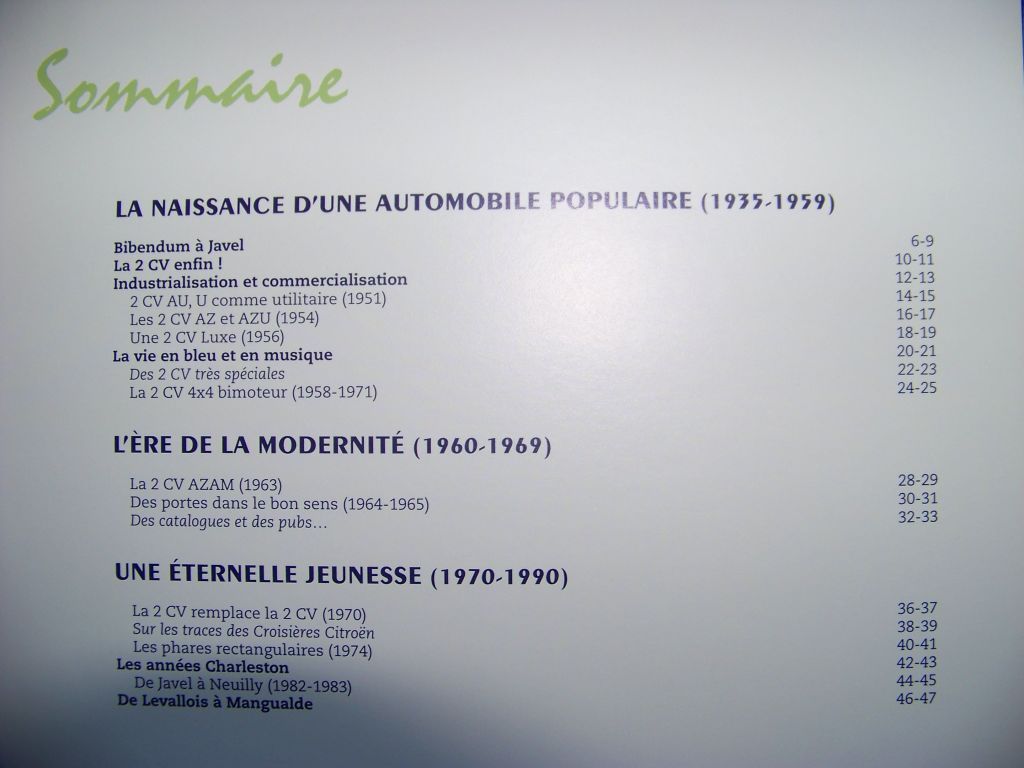 Sommaire
LA NAISSANCE D'UNE AUTOMOBILE POPULAIRE (1935-1959)
Bibendum à Javel 6-9
La 2 CV enfin ! 10-11
Industrialisation et commercialisation 12-13
2 CV AU, U comme utilitaire (1951) 14-15
Les 2 CV AZ et AZU (1954) 16-17
Une 2 CV Luxe (1956) 18-19
La vie en bleu et en musique 20-21
Des 2 CV très spéciales 22-23
La 2 CV 4x4 bimoteur (1958-1971) 24-25
L'ÈRE DE LA MODERNITÉ (1960-1969)
La 2 CV AZAM (1963) 28-29
Des portes dans le bon sens (1964-1965) 30-31
Des catalogues et des pubs... 32-33
UNE ÉTERNELLE JEUNESSE (1970-1990)
La 2 CV remplace la 2 CV (1970) 36-37
Sur les traces des Croisières Citroën 38-39
Les phares rectangulaires (1974) 40-41
Les années Charleston 42-43
De Javel à Neuilly (1982-1983) 44-45
De Levallois à Mangualde 46-47